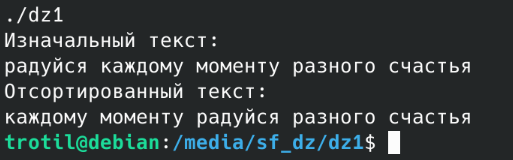 ./dz1
Изначальный текст:
радуйся каждому моменту разного счастья
Отсортированный текст:
каждому моменту радуйся разного счастья
trotil@debian:/media/sf_dz/dz1$